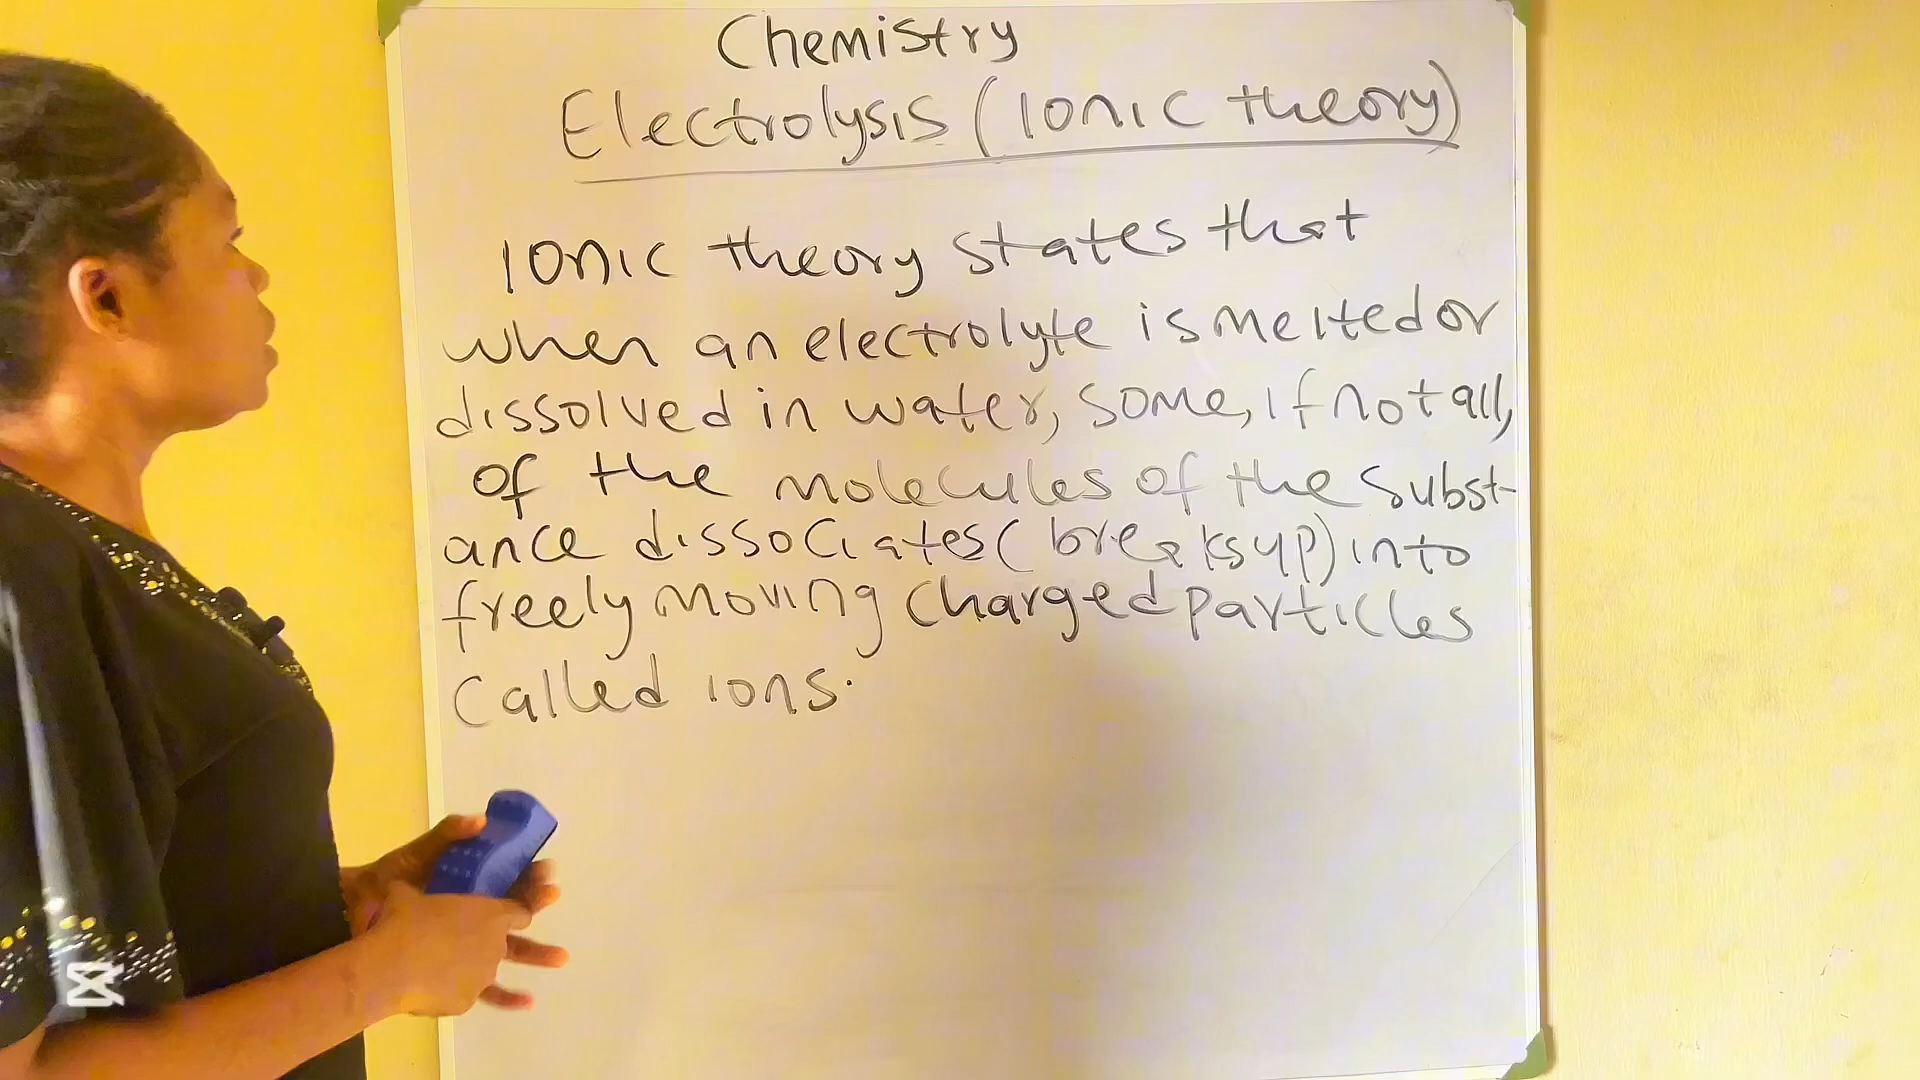 Chemistry
Electrolysis (Ionic theory)
Ionic theory states that
when an electrolyte is melted or
dissolved in water, some, if not all,
of the molecules of the subst-
ance dissociates (breaks up) into
freely moving charged particles
called ions.